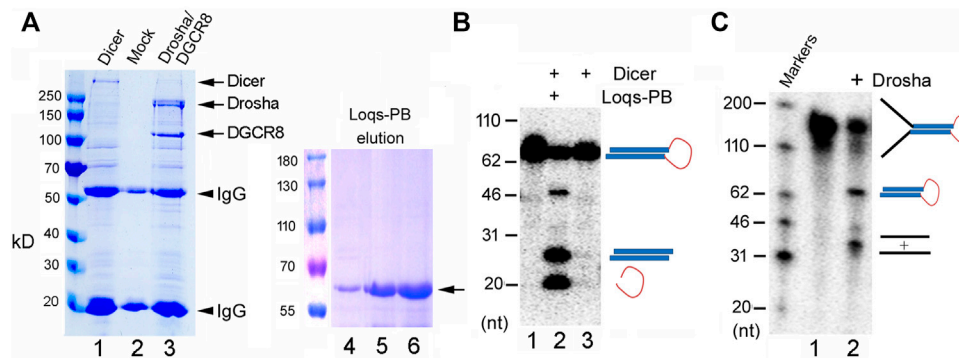 A
Dicer
Mock
Drosha/
DGCR8
Dicer
Drosha
DGCR8
IgG
IgG
250
150
100
70
50
40
30
20
kD
1 2 3
Loqs-PB
elution
180
130
110
70
55
4 5 6
B
+ + Dicer
+ Loqs-PB
110
62
46
31
20
(nt)
1 2 3
C
Markers
+ Drosha
200
110
62
46
31
20
(nt)
+
1 2